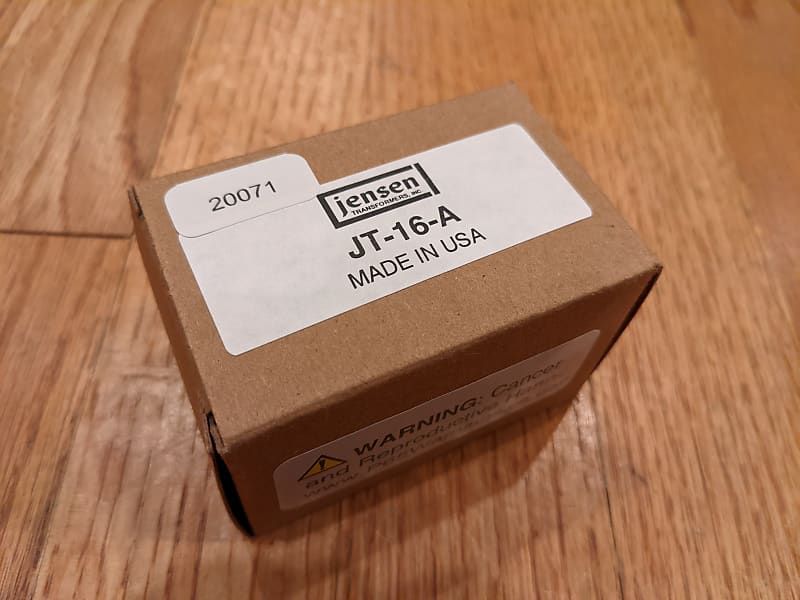 20071
jensen
TRANSFORMERS, INC
JT-16-A
MADE IN USA
WARNING: Cancer
and Reproductive